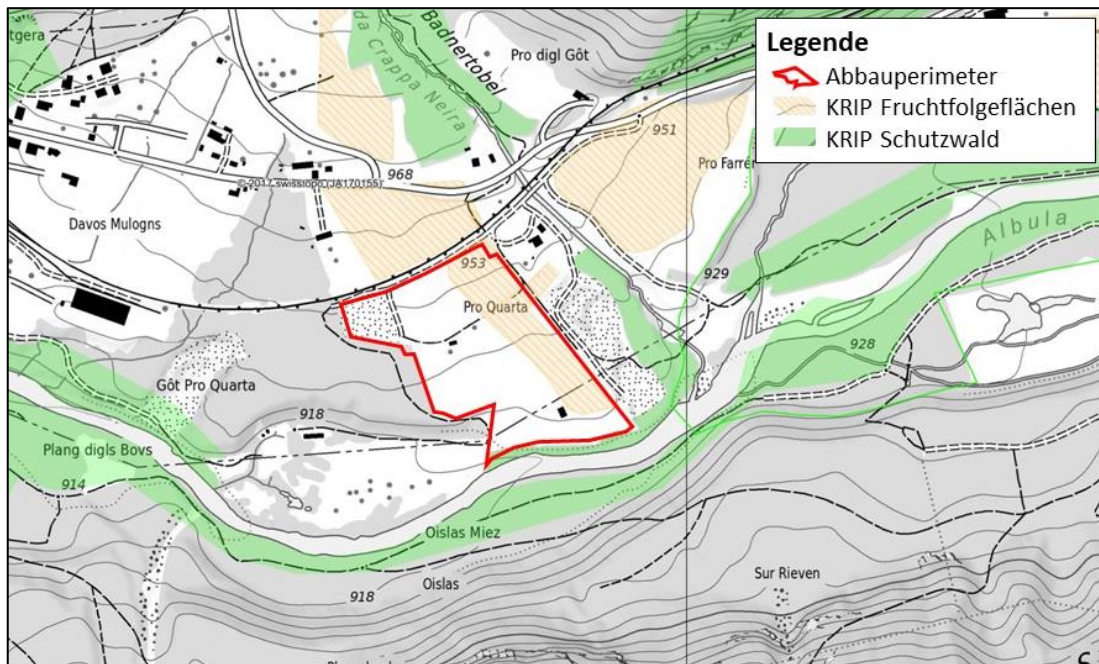 Legende
Abbauperimeter
KRIP Fruchtfolgeflächen
KRIP Schutzwald
tgera
da Crappa Neira
Badnertobel
Pro digl Gôt
951
Pro Farrér
968
© 2017 swisstopo (JA170155)
Davos Mulogns
Albula
953
929
Pro Quarta
928
Gôt Pro Quarta
918
Plang digls Bovs
914
Oislas Miez
Oislas
918
Sur Rieven